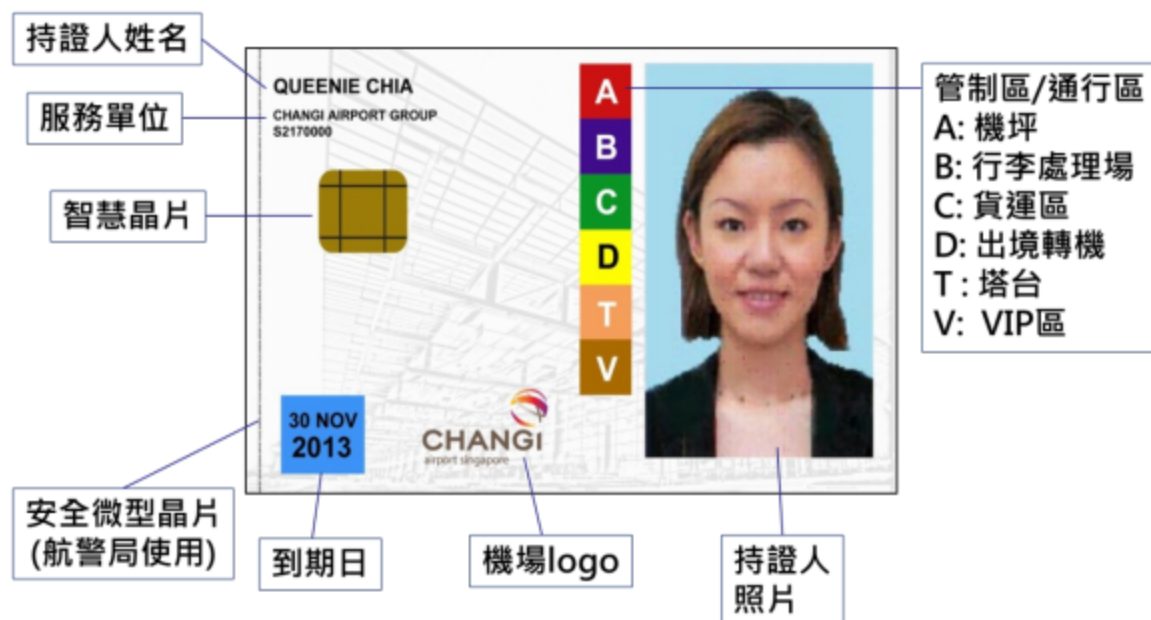 持證人姓名
服務單位
智慧晶片
安全微型晶片
(航警局使用)
QUEENIE CHIA
CHANGI AIRPORT GROUP
S2170000
30 NOV
2013
CHANGI
airport singapore
A
B
C
D
T
V
到期日
機場logo
持證人
照片
管制區/通行區
A: 機坪
B: 行李處理場
C: 貨運區
D: 出境轉機
T : 塔台
V: VIP區